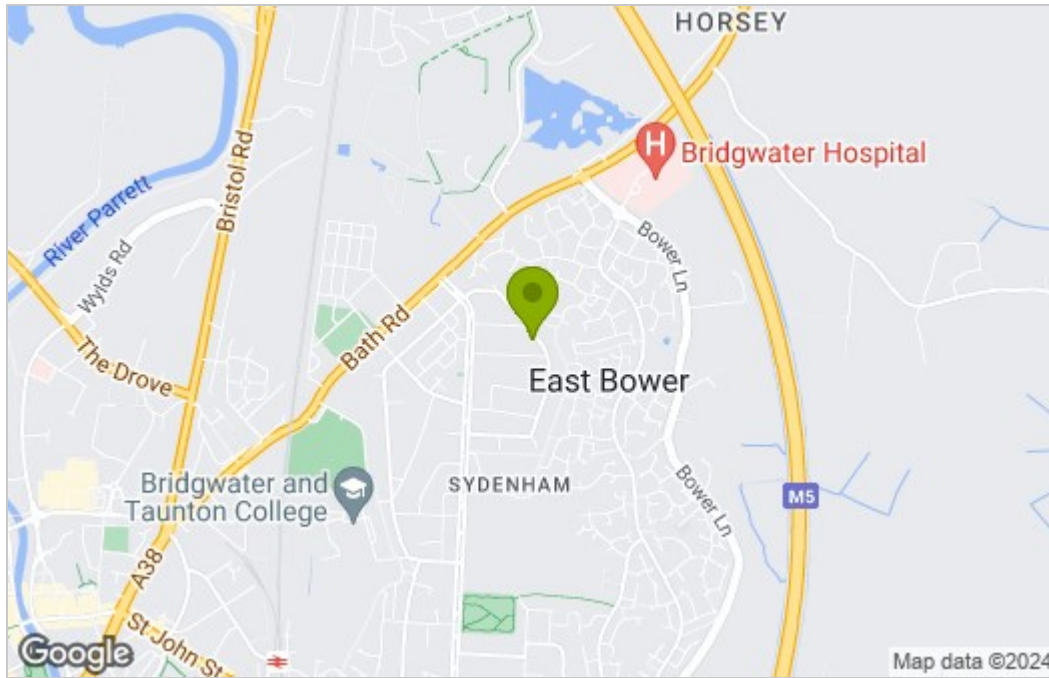 HORSEY
H
Bridgwater Hospital
Bristol Rd
River Parrett
Wylds Rd
Bower Ln
Bath Rd
The Drove
East Bower
Bridgwater and
Taunton College
SYDENHAM
M5
Bower Ln
A38
St John St
Google
Map data ©2024